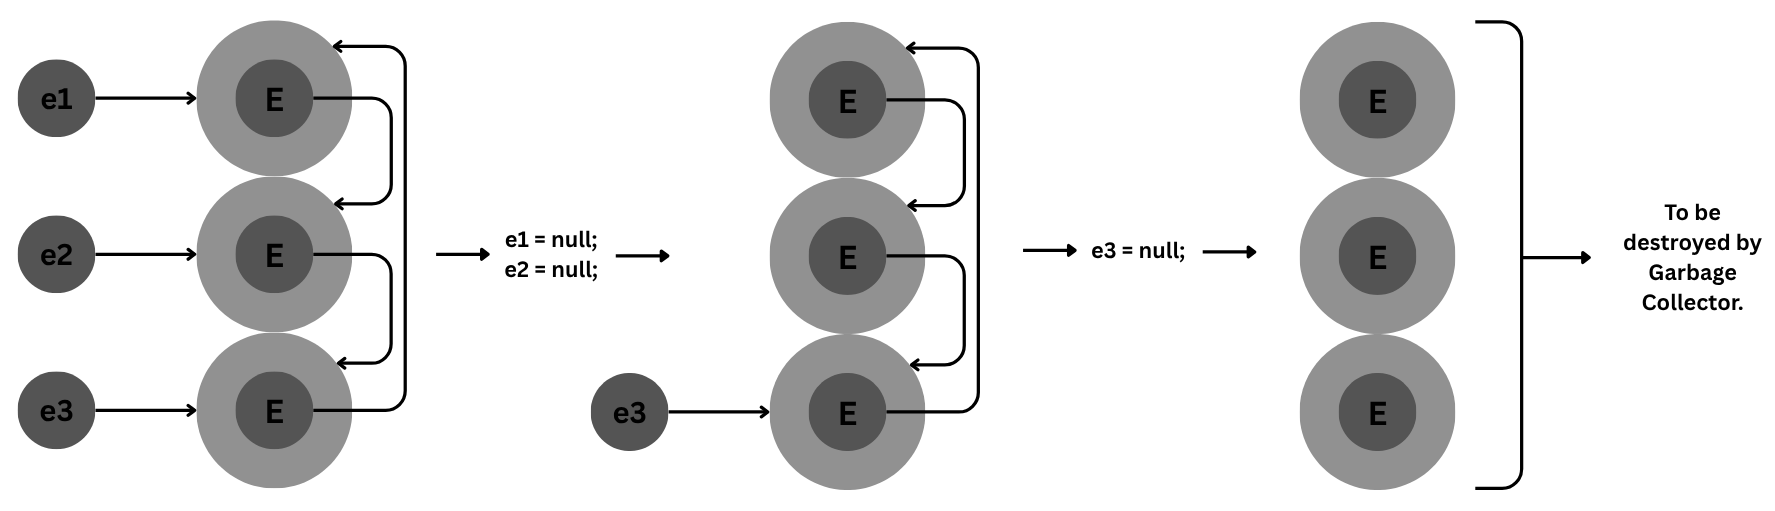 e1
E
e2
E
e3
E
e1 = null;
e2 = null;
E
E
e3
E
e3 = null;
E
E
E
To be
destroyed by
Garbage
Collector.